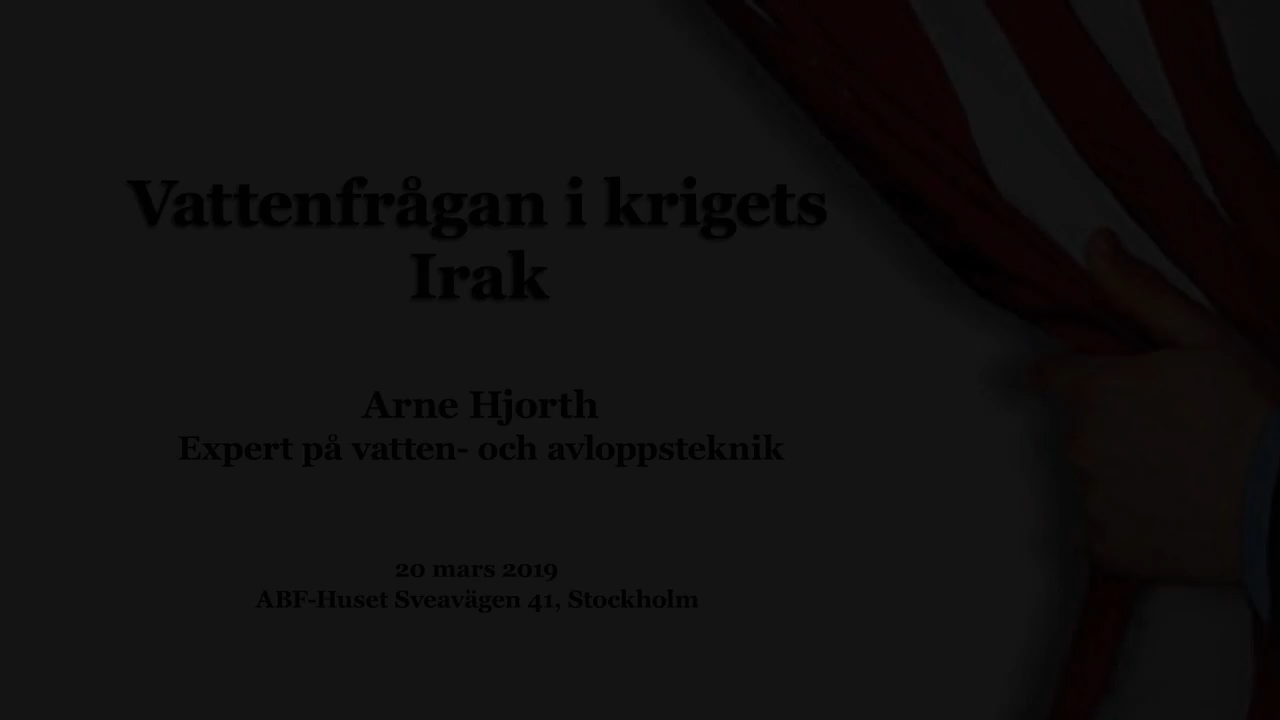 Vattenfrågan i krigets
Irak
Arne Hjorth
Expert på vatten- och avloppsteknik
20 mars 2019
ABF-Huset Sveavägen 41, Stockholm